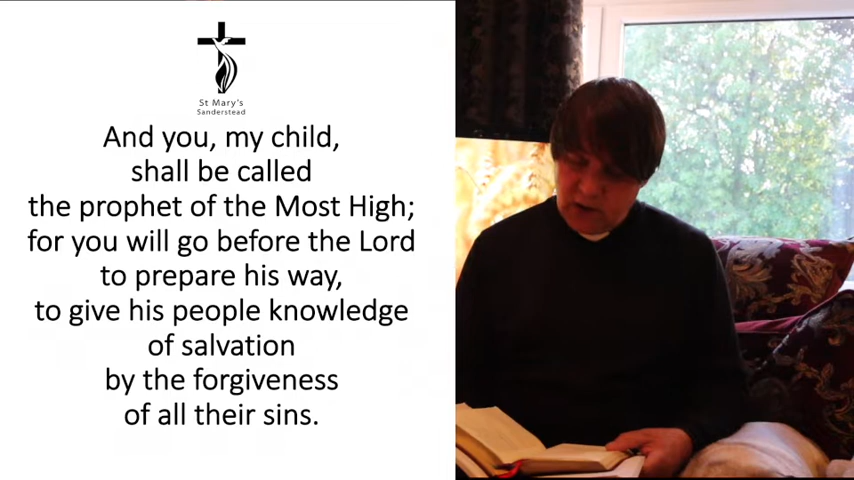 St Mary's
Sanderstead
And you, my child,
shall be called
the prophet of the Most High;
for you will go before the Lord
to prepare his way,
to give his people knowledge
of salvation
by the forgiveness
of all their sins.